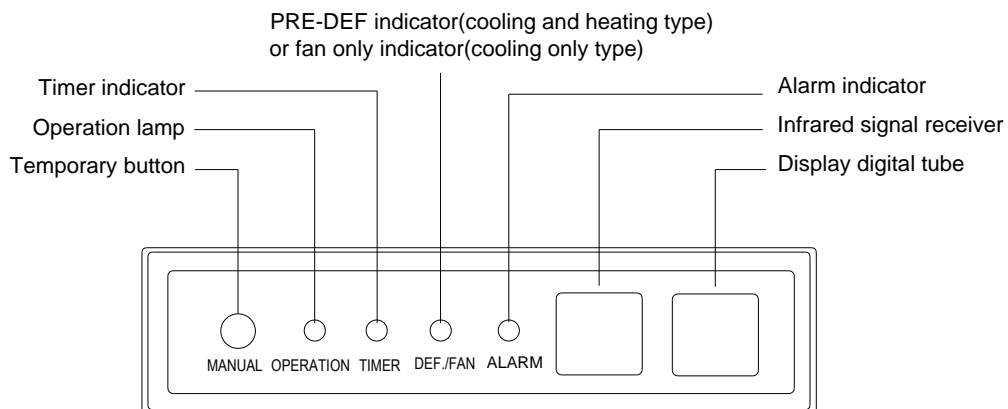 PRE-DEF indicator(cooling and heating type)
or fan only indicator(cooling only type)
Timer indicator
Operation lamp
Temporary button
Alarm indicator
Infrared signal receiver
Display digital tube
MANUAL OPERATION TIMER DEF./FAN ALARM